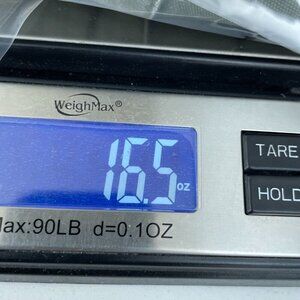 WeighMax®
16.5 oz
TARE
HOLD
Max:90LB d=0.1OZ